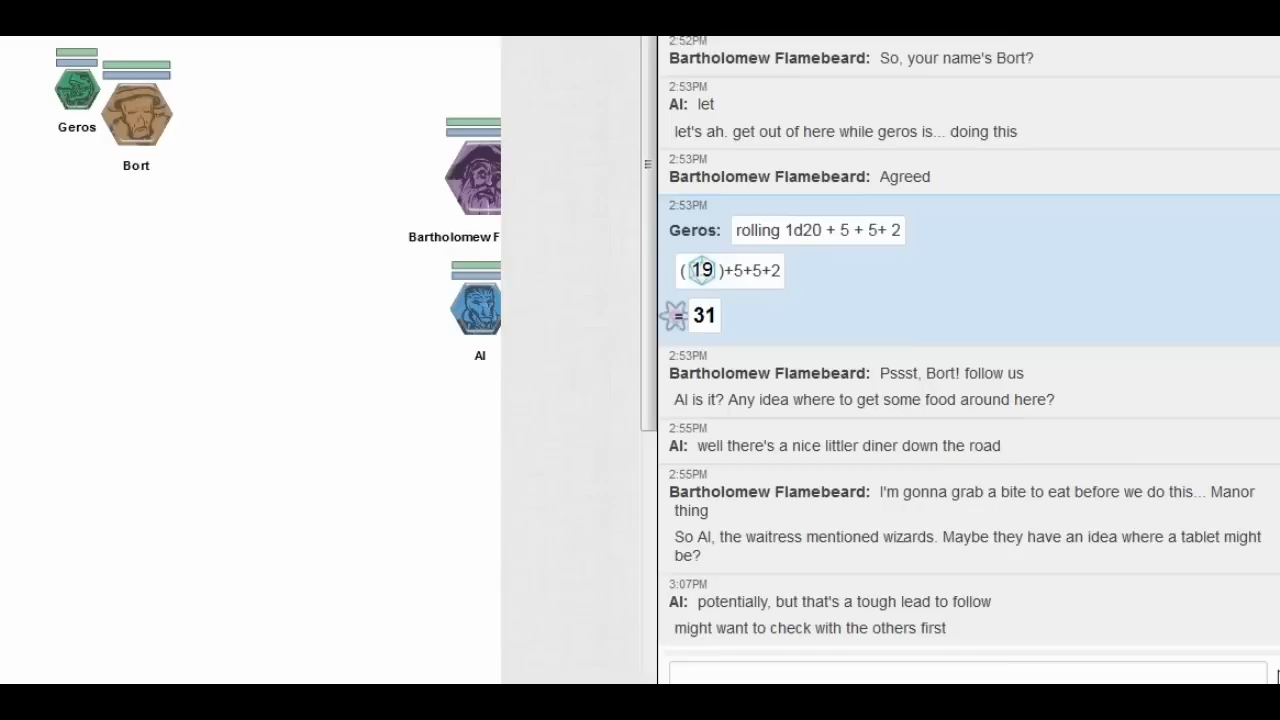 Geros
Bort
Bartholomew F
Al
2:52PM
Bartholomew Flamebeard: So, your name's Bort?
2:53PM
Al: let
let's ah. get out of here while geros is... doing this
2:53PM
Bartholomew Flamebeard: Agreed
2:53PM
Geros: rolling 1d20 + 5 + 5+ 2
(19)+5+5+2
= 31
2:53PM
Bartholomew Flamebeard: Pssst, Bort! follow us
Al is it? Any idea where to get some food around here?
2:55PM
Al: well there's a nice littler diner down the road
2:55PM
Bartholomew Flamebeard: I'm gonna grab a bite to eat before we do this... Manor
thing
So Al, the waitress mentioned wizards. Maybe they have an idea where a tablet might
be?
3:07PM
Al: potentially, but that's a tough lead to follow
might want to check with the others first